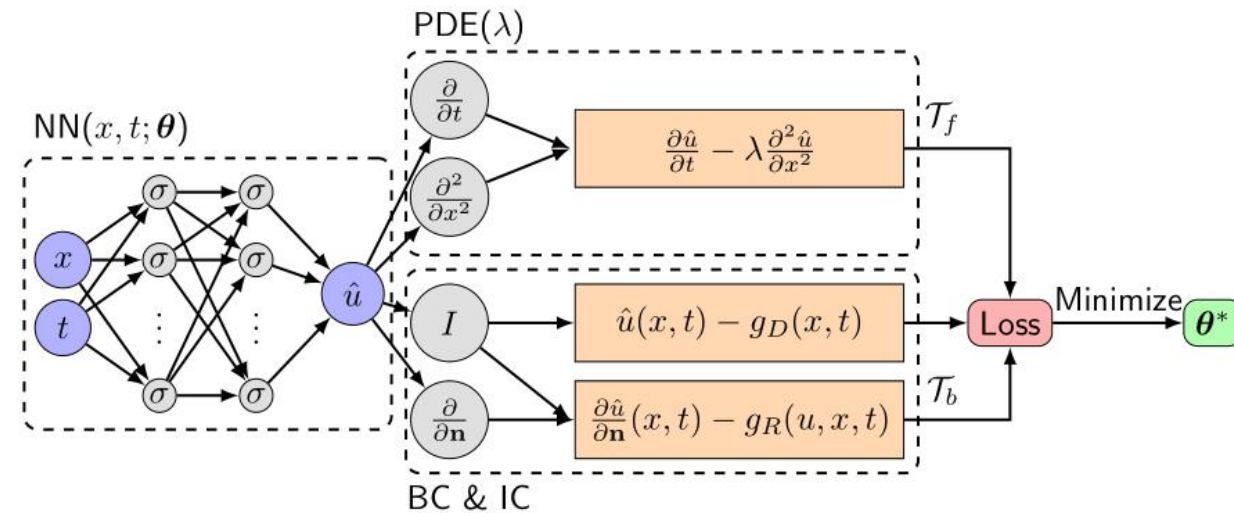 PDE(λ)
NN(x, t; θ)
∂/∂t
∂²/∂x²
∂û/∂t − λ ∂²û/∂x²
𝒯_f
σ σ
x
σ σ
t
⋮ ⋮
σ σ
û
I
û(x, t) − g_D(x, t)
∂/∂n
∂û/∂n(x, t) − g_R(u, x, t)
𝒯_b
Loss
Minimize
θ*
BC & IC